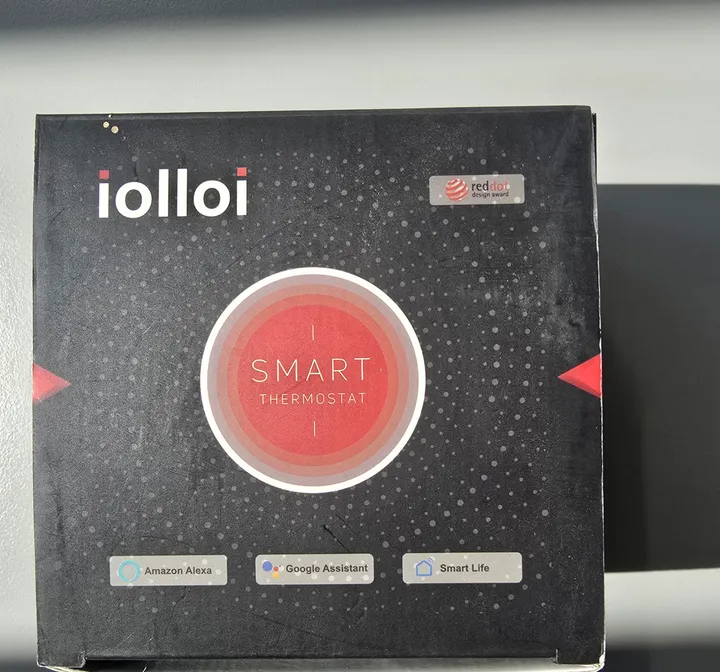 iolloi
reddot
design award
SMART
THERMOSTAT
Amazon Alexa
Google Assistant
Smart Life